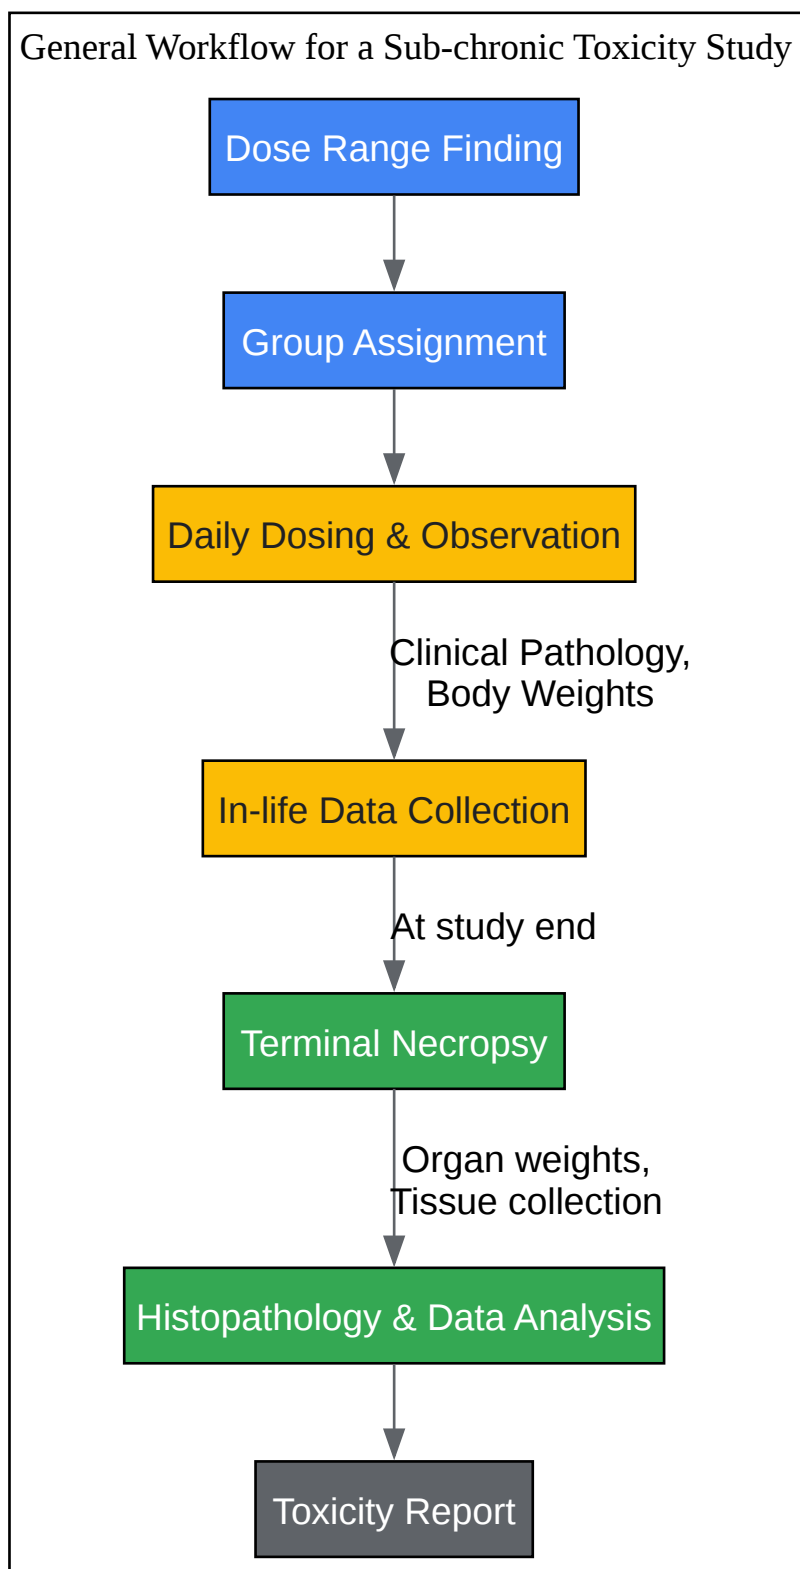 General Workflow for a Sub-chronic Toxicity Study
Dose Range Finding
Group Assignment
Daily Dosing & Observation
Clinical Pathology,
Body Weights
In-life Data Collection
At study end
Terminal Necropsy
Organ weights,
Tissue collection
Histopathology & Data Analysis
Toxicity Report